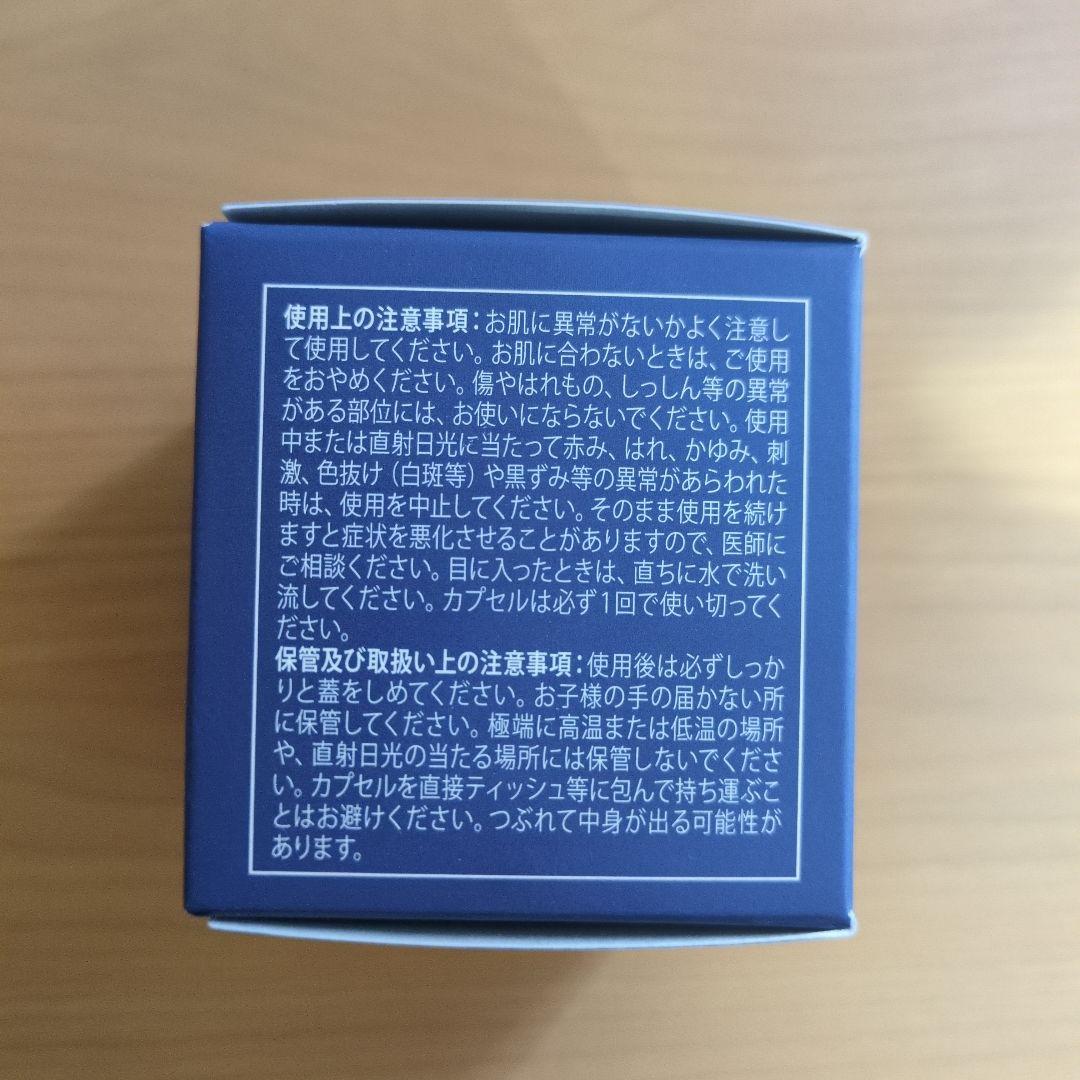 使用上の注意事項：お肌に異常がないかよく注意し
て使用してください。お肌に合わないときは、ご使用
をおやめください。傷やはれもの、しっしん等の異常
がある部位には、お使いにならないでください。使用
中または直射日光に当たって赤み、はれ、かゆみ、刺
激、色抜け（白斑等）や黒ずみ等の異常があらわれた
時は、使用を中止してください。そのまま使用を続け
ますと症状を悪化させることがありますので、医師に
ご相談ください。目に入ったときは、直ちに水で洗い
流してください。カプセルは必ず1回で使い切ってく
ださい。
保管及び取扱い上の注意事項：使用後は必ずしっか
りと蓋をしめてください。お子様の手の届かない所
に保管してください。極端に高温または低温の場所
や、直射日光の当たる場所には保管しないでくださ
い。カプセルを直接ティッシュ等に包んで持ち運ぶこ
とはお避けください。つぶれて中身が出る可能性が
あります。